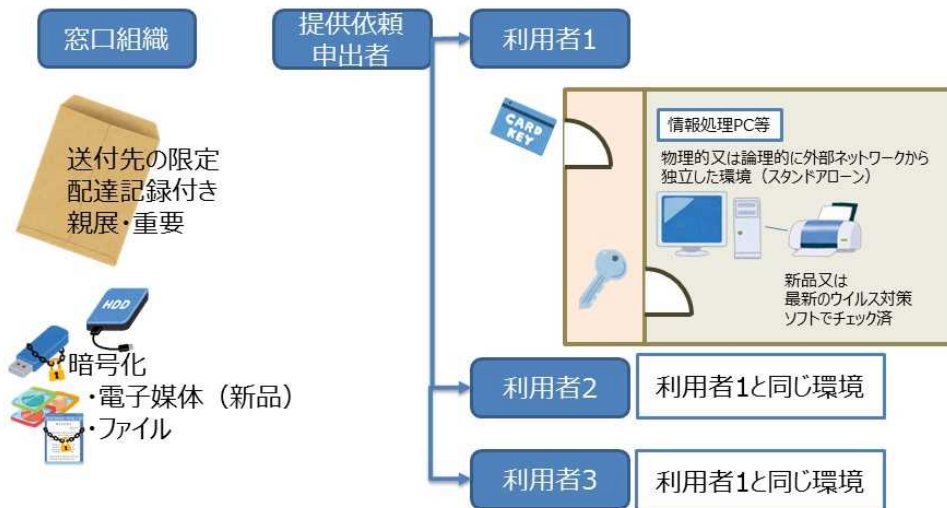 窓口組織
提供依頼
申出者
利用者1
送付先の限定
配達記録付き
親展・重要
CARD
KEY
情報処理PC等
物理的又は論理的に外部ネットワークから
独立した環境（スタンドアローン）
新品又は
最新のウイルス対策
ソフトでチェック済
HDD
暗号化
・電子媒体（新品）
・ファイル
利用者2
利用者1と同じ環境
利用者3
利用者1と同じ環境